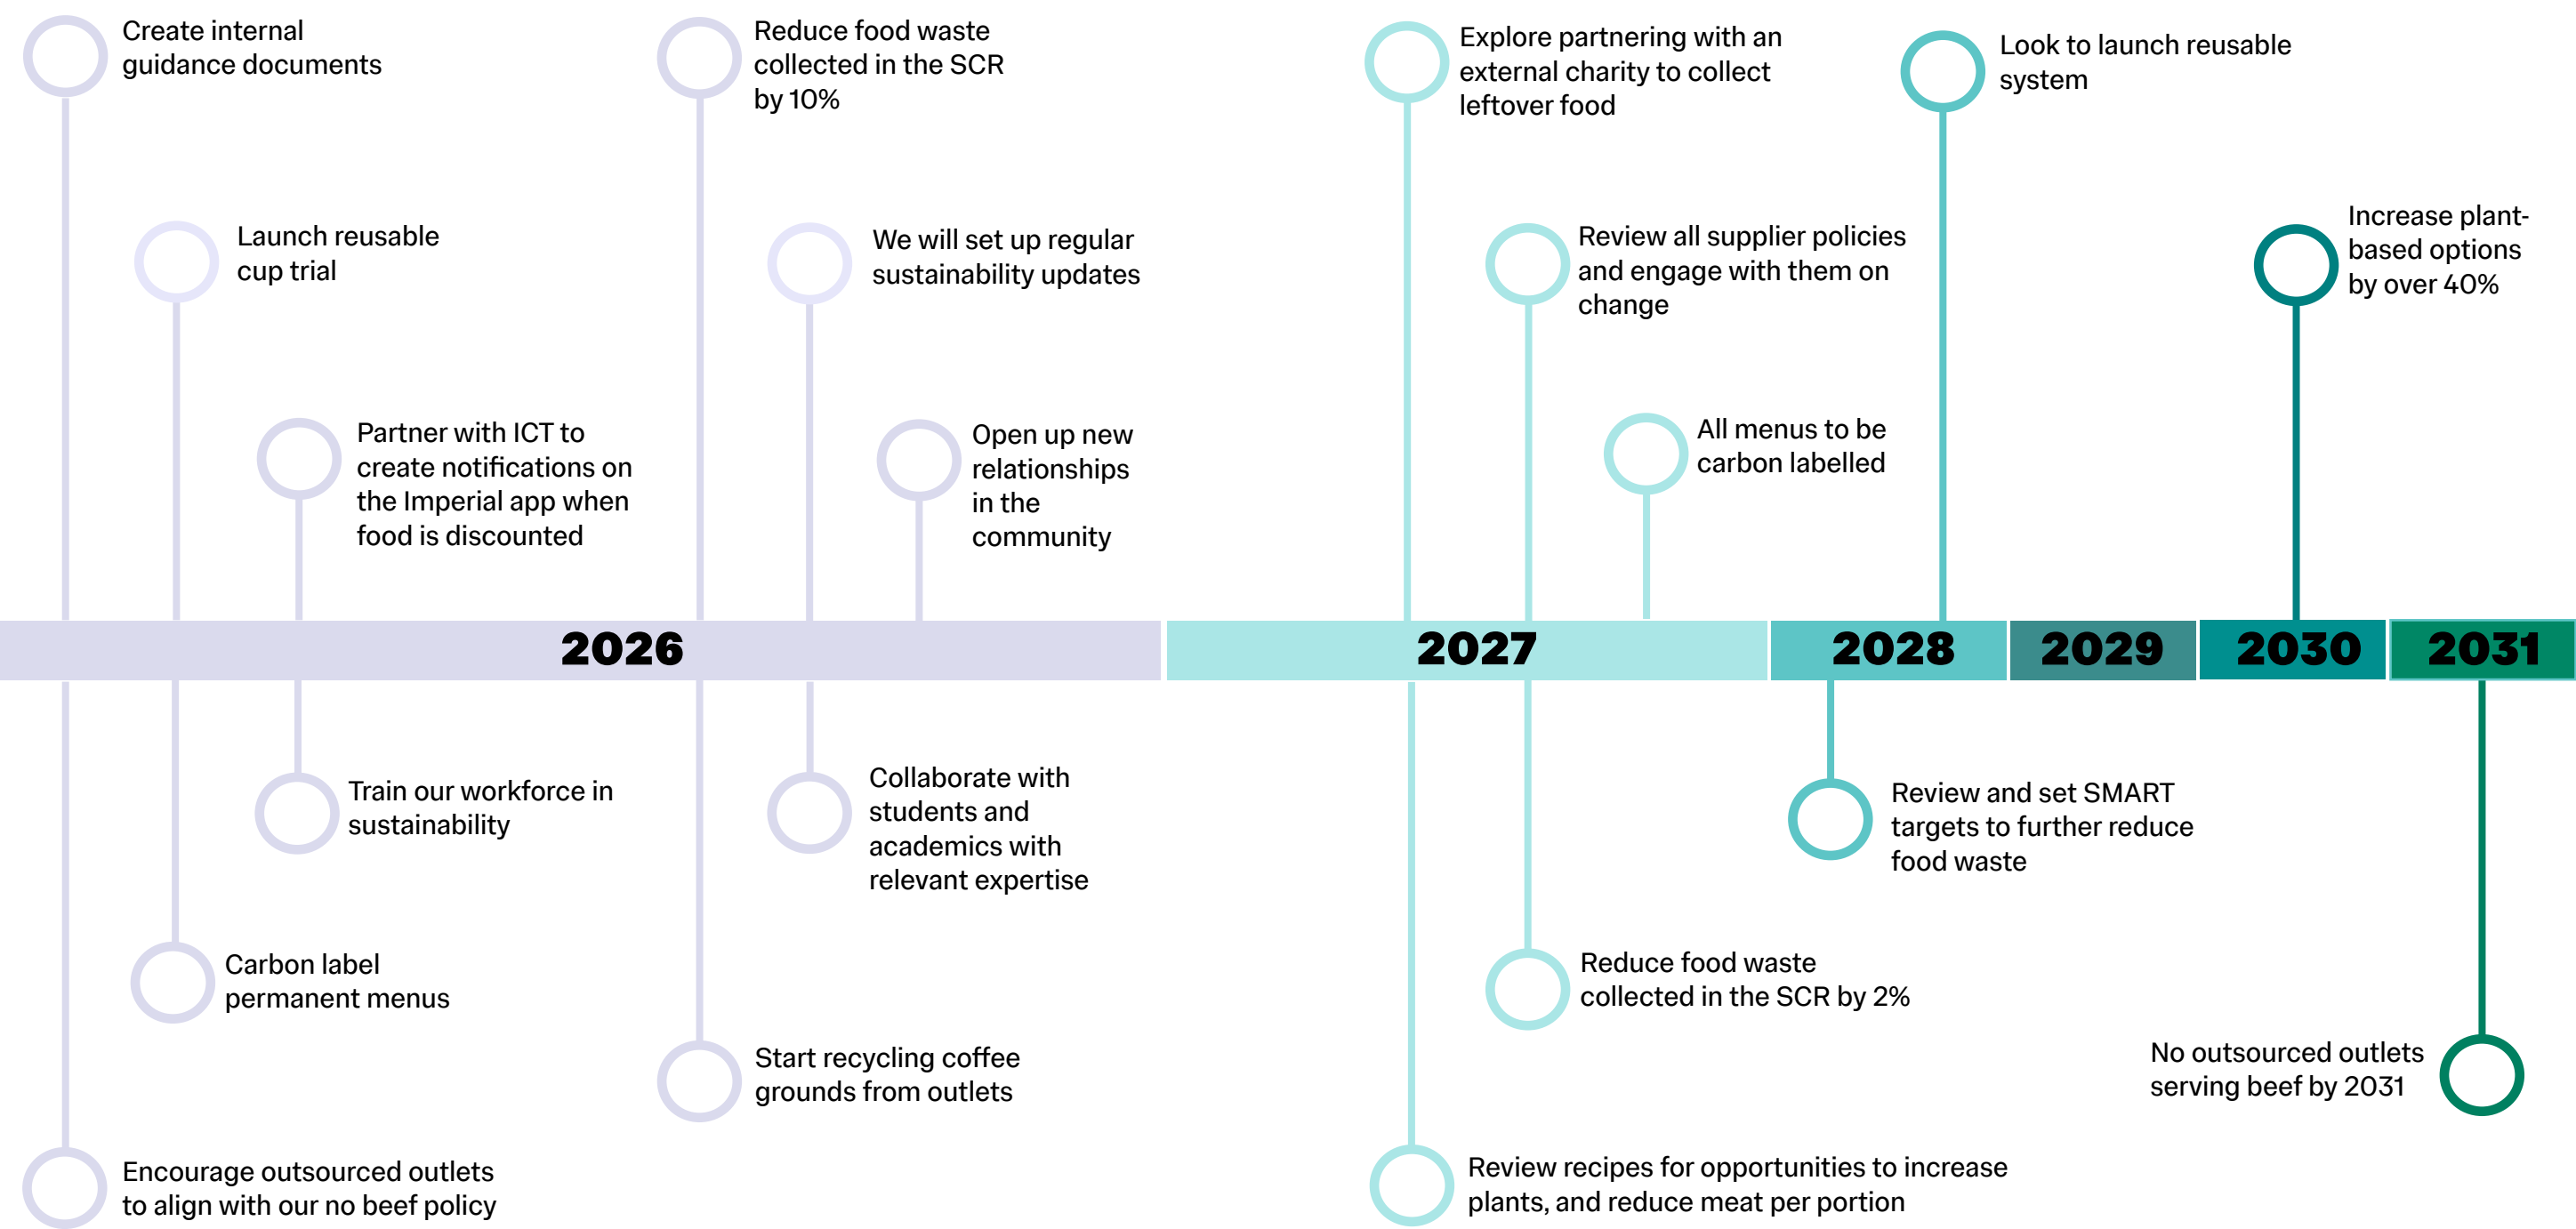 Create internal
guidance documents
Reduce food waste
collected in the SCR
by 10%
Explore partnering with an
external charity to collect
leftover food
Look to launch reusable
system
Launch reusable
cup trial
We will set up regular
sustainability updates
Review all supplier policies
and engage with them on
change
Increase plant-
based options
by over 40%
Partner with ICT to
create notifications on
the Imperial app when
food is discounted
Open up new
relationships
in the
community
All menus to be
carbon labelled
2026
2027
2028
2029
2030
2031
Train our workforce in
sustainability
Collaborate with
students and
academics with
relevant expertise
Review and set SMART
targets to further reduce
food waste
Carbon label
permanent menus
Reduce food waste
collected in the SCR by 2%
Start recycling coffee
grounds from outlets
No outsourced outlets
serving beef by 2031
Encourage outsourced outlets
to align with our no beef policy
Review recipes for opportunities to increase
plants, and reduce meat per portion